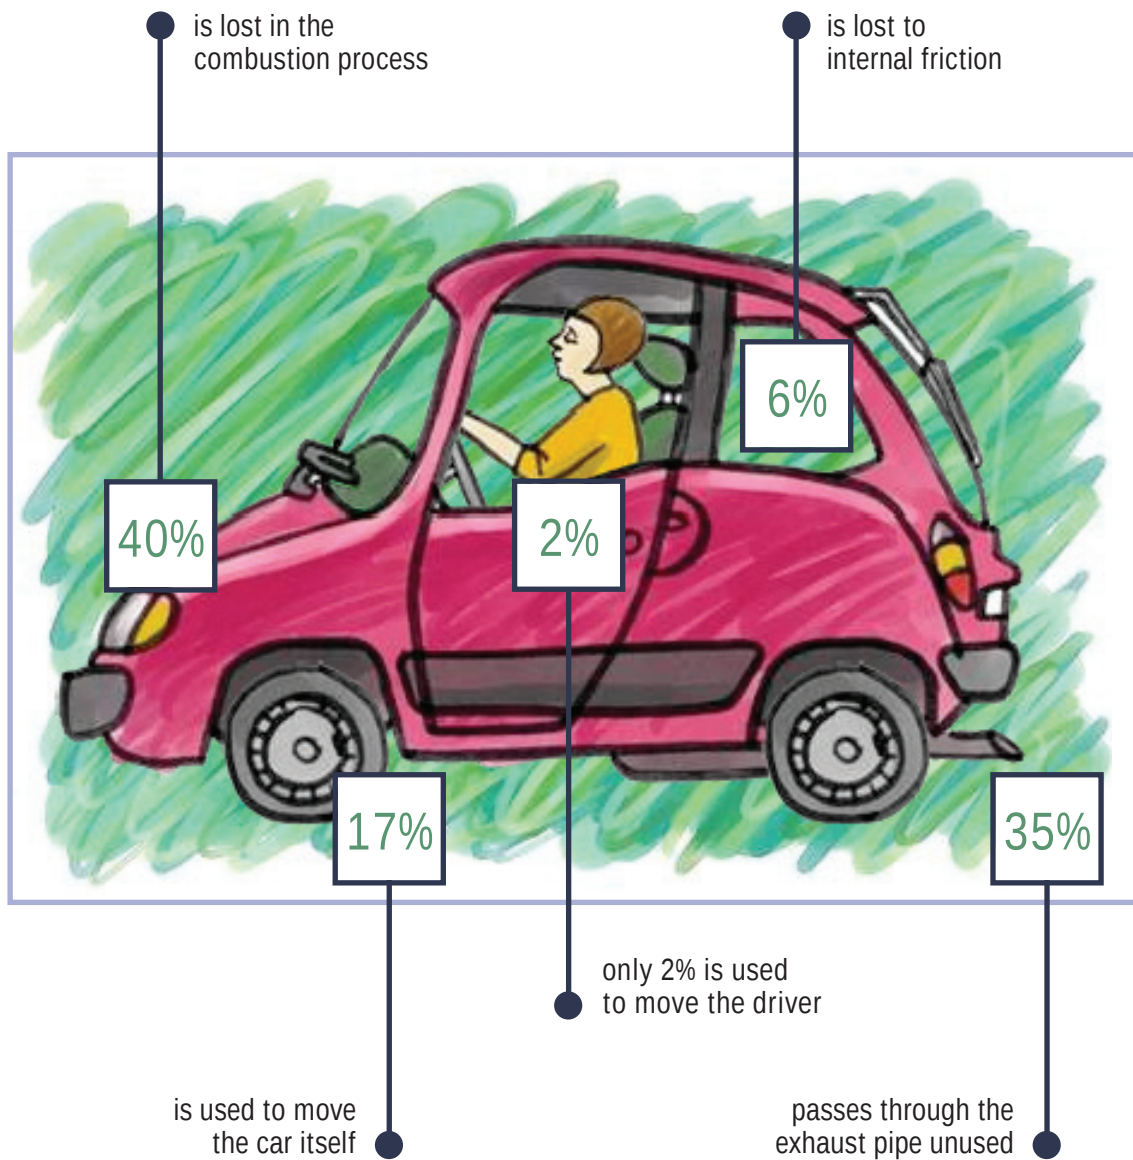 is lost in the
combustion process
is lost to
internal friction
6%
40%
2%
17%
35%
only 2% is used
to move the driver
is used to move
the car itself
passes through the
exhaust pipe unused